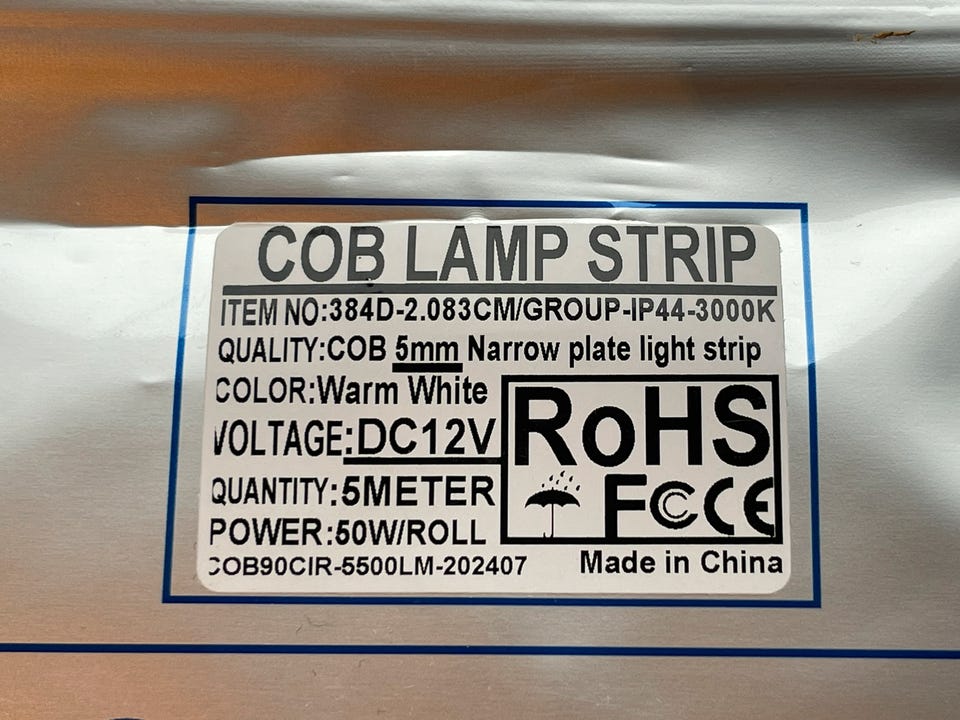 COB LAMP STRIP
ITEM NO:384D-2.083CM/GROUP-IP44-3000K
QUALITY:COB 5mm Narrow plate light strip
COLOR:Warm White
VOLTAGE:DC12V
QUANTITY:5METER
POWER:50W/ROLL
COB90CIR-5500LM-202407
RoHS
FC CE
Made in China